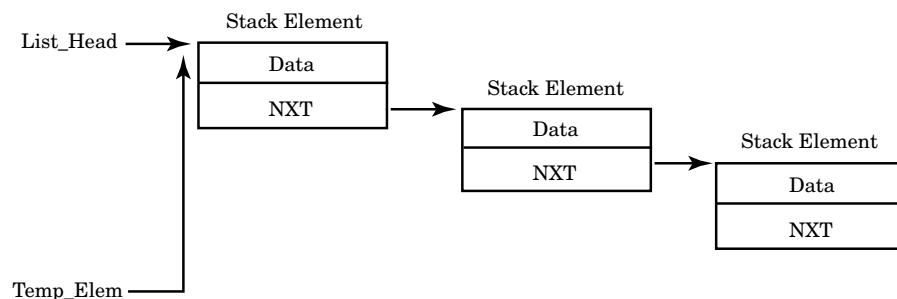 Stack Element
List_Head
Data
NXT
Stack Element
Data
NXT
Stack Element
Data
NXT
Temp_Elem